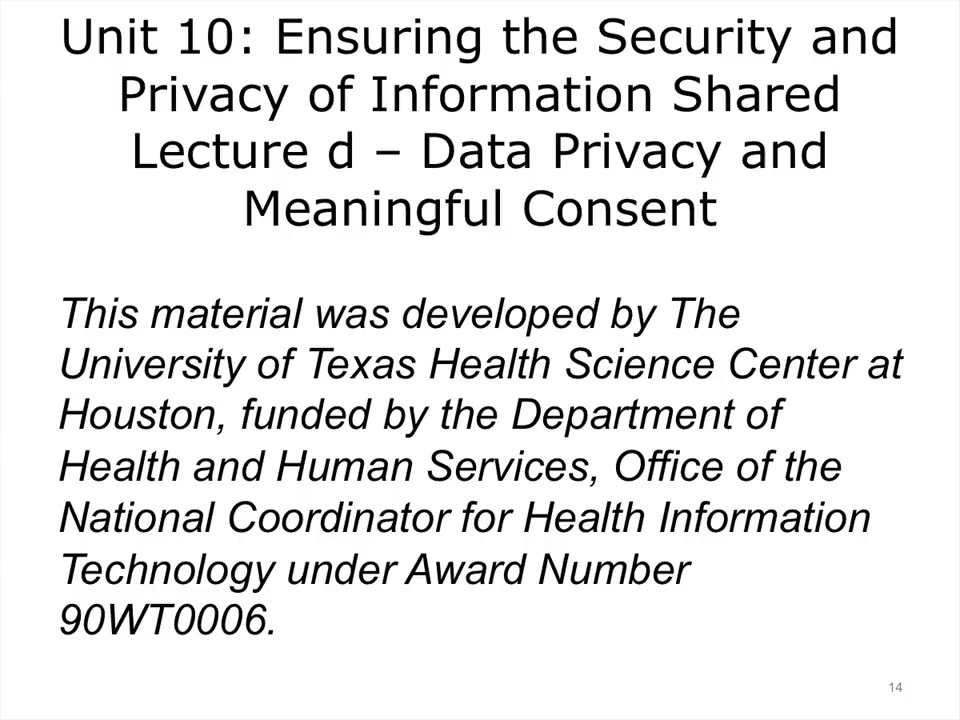 Unit 10: Ensuring the Security and
Privacy of Information Shared
Lecture d – Data Privacy and
Meaningful Consent
This material was developed by The
University of Texas Health Science Center at
Houston, funded by the Department of
Health and Human Services, Office of the
National Coordinator for Health Information
Technology under Award Number
90WT0006.
14